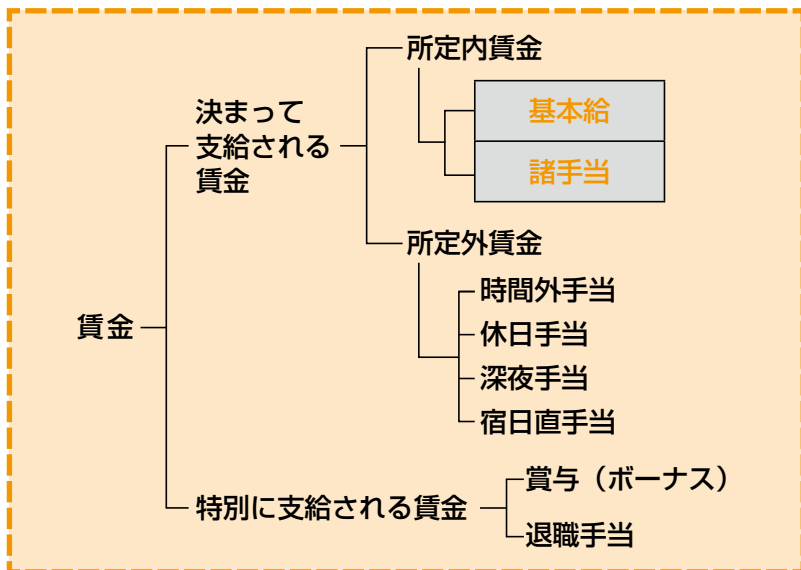 賃金
決まって
支給される
賃金
所定内賃金
基本給
諸手当
所定外賃金
時間外手当
休日手当
深夜手当
宿日直手当
特別に支給される賃金
賞与（ボーナス）
退職手当